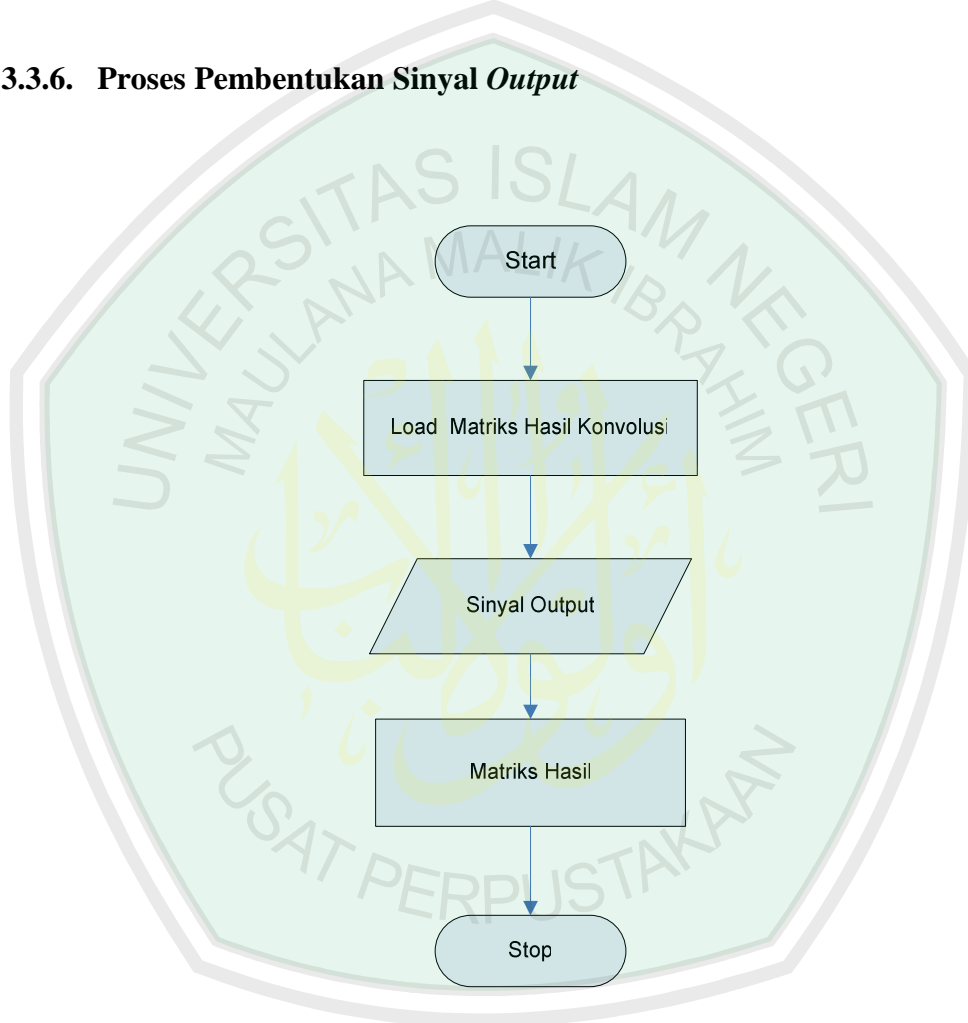 3.3.6. Proses Pembentukan Sinyal Output
UNIVERSITAS ISLAM NEGERI
MAULANA MALIK IBRAHIM
Start
Load Matriks Hasil Konvolusi
Sinyal Output
Matriks Hasil
Stop
PUSAT PERPUSTAKAAN